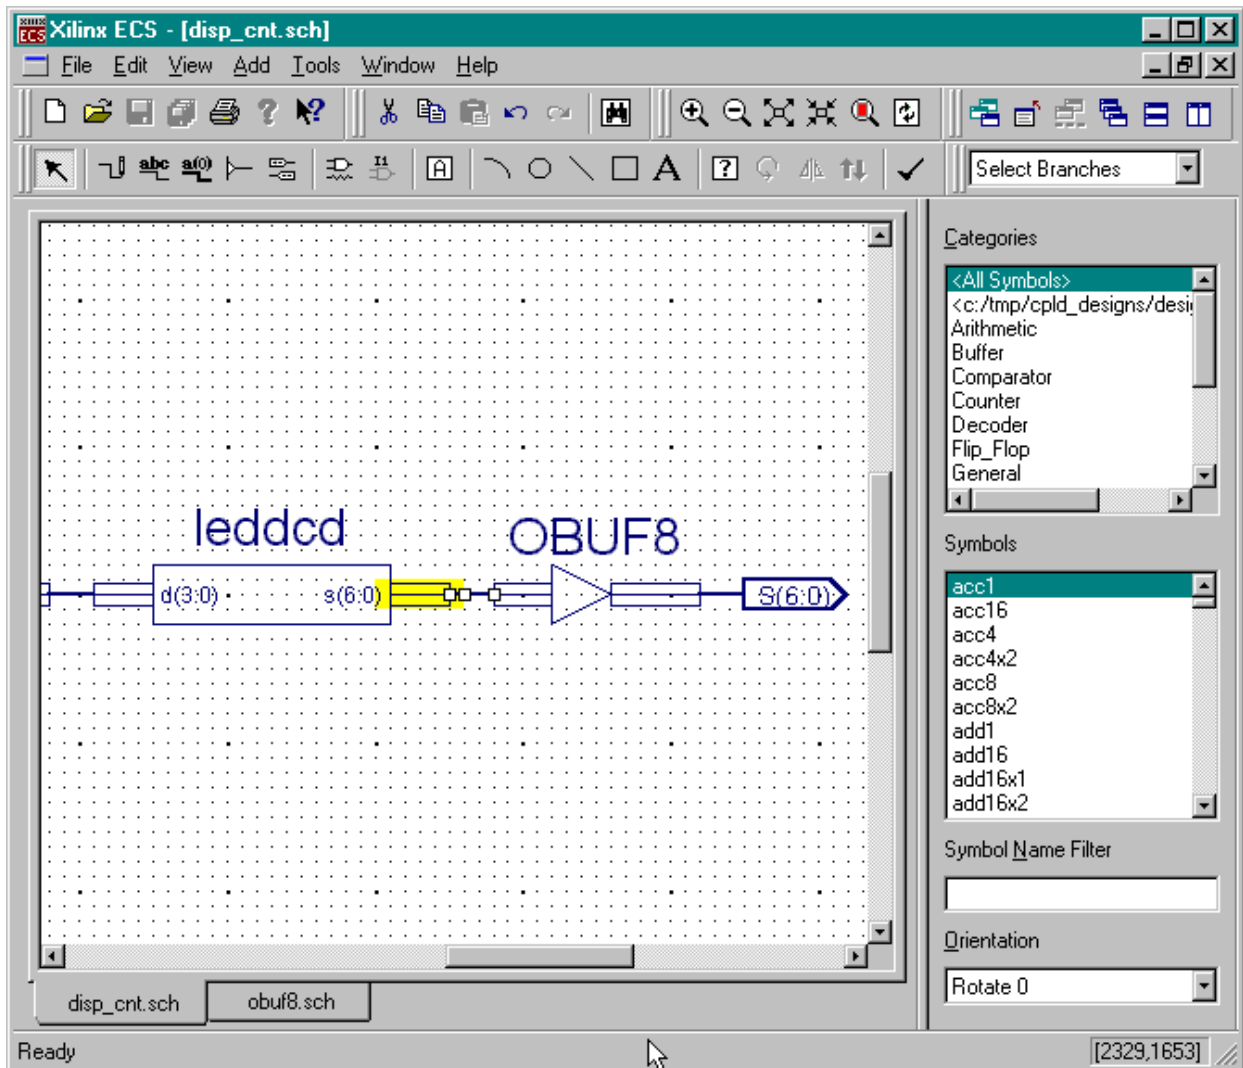 Xilinx ECS - [disp_cnt.sch]
File Edit View Add Tools Window Help
Select Branches
Categories
<All Symbols>
<c:/tmp/cpld_designs/desi
Arithmetic
Buffer
Comparator
Counter
Decoder
Flip_Flop
General
leddcd
OBUF8
d(3:0)
s(6:0)
S(6:0)
Symbols
acc1
acc16
acc4
acc4x2
acc8
acc8x2
add1
add16
add16x1
add16x2
Symbol Name Filter
Orientation
Rotate 0
disp_cnt.sch
obuf8.sch
Ready
[2329,1653]